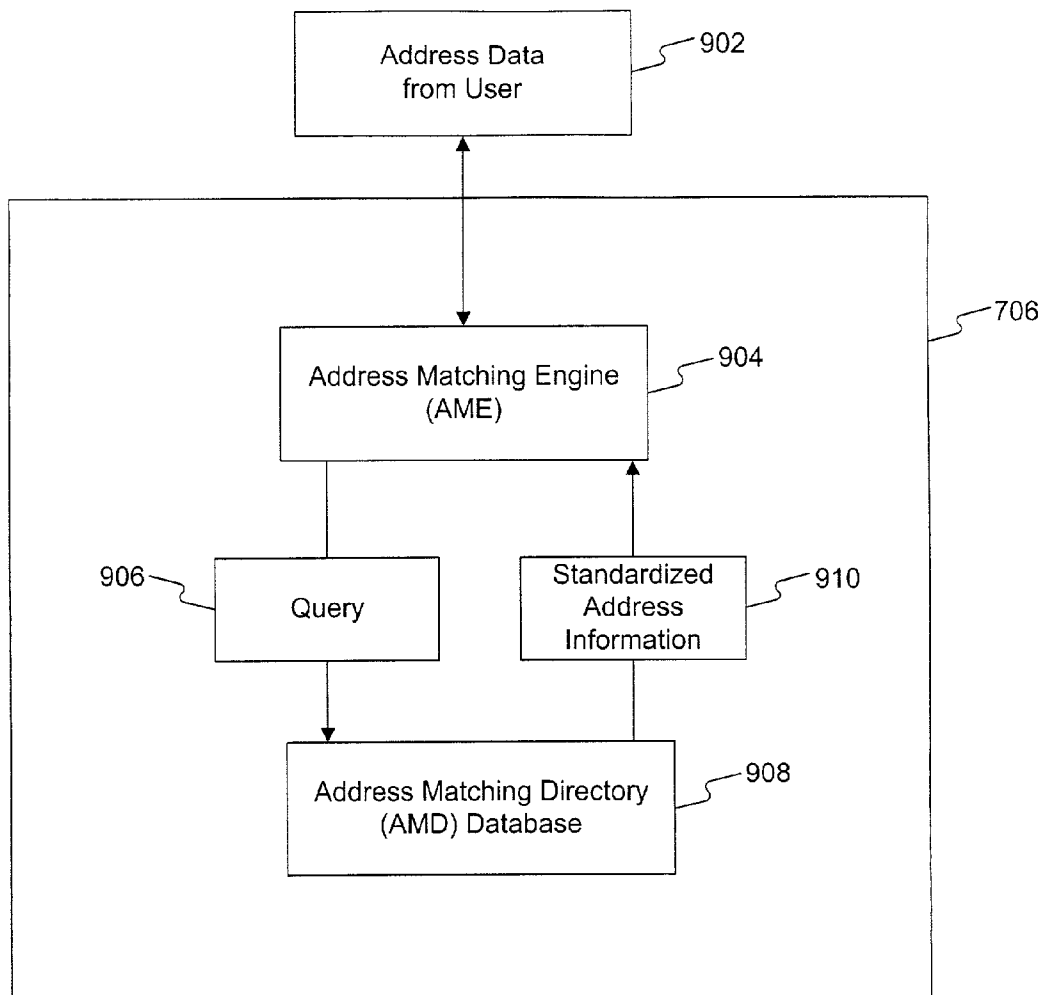 Address Data
from User
902
706
Address Matching Engine
(AME)
904
906
Query
Standardized
Address
Information
910
Address Matching Directory
(AMD) Database
908